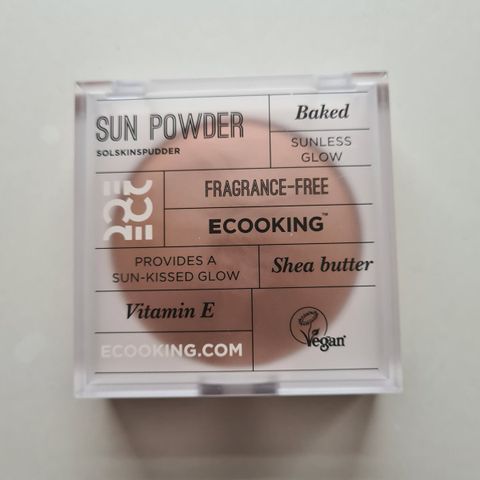 SUN POWDER
SOLSKINSPUDDER
Baked
SUNLESS
GLOW
FRAGRANCE-FREE
ECOOKING™
PROVIDES A
SUN-KISSED GLOW
Shea butter
Vitamin E
ECOOKING.COM
Vegan